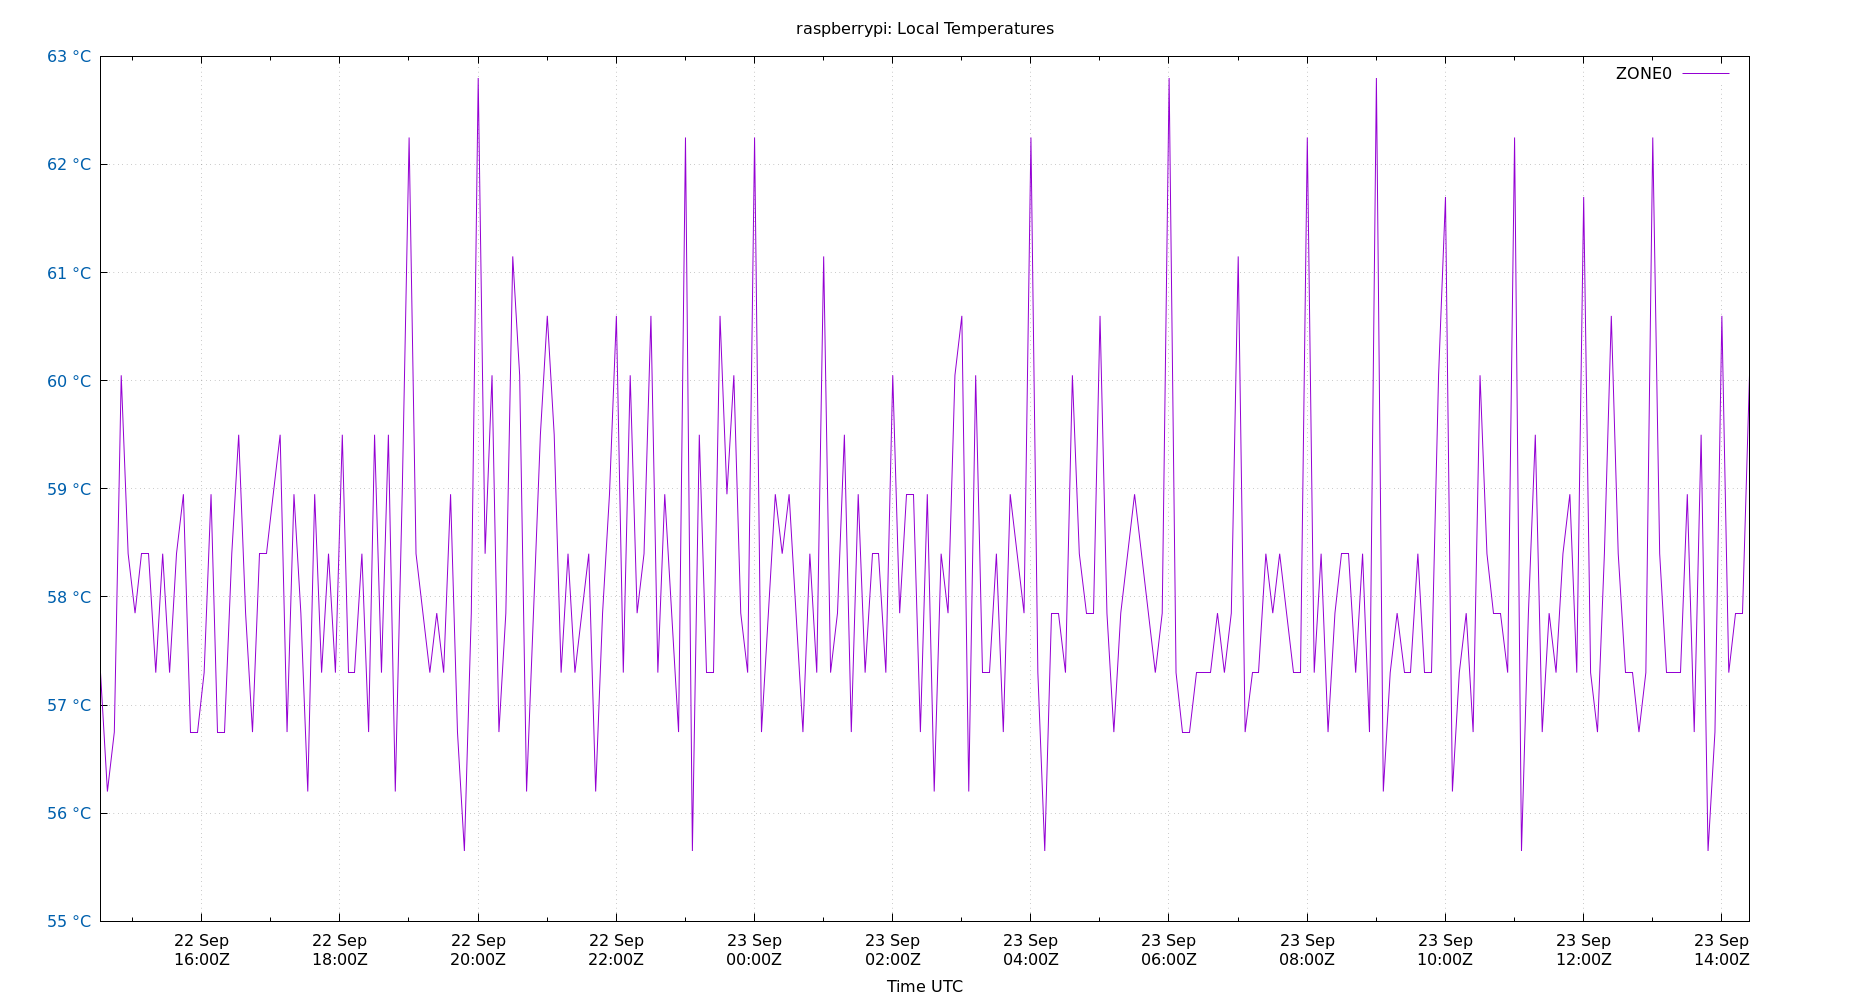 raspberrypi: Local Temperatures
63 °C
ZONE0
62 °C
61 °C
60 °C
59 °C
58 °C
57 °C
56 °C
55 °C
22 Sep 22 Sep 22 Sep 22 Sep 23 Sep 23 Sep 23 Sep 23 Sep 23 Sep 23 Sep 23 Sep 23 Sep
16:00Z 18:00Z 20:00Z 22:00Z 00:00Z 02:00Z 04:00Z 06:00Z 08:00Z 10:00Z 12:00Z 14:00Z
Time UTC